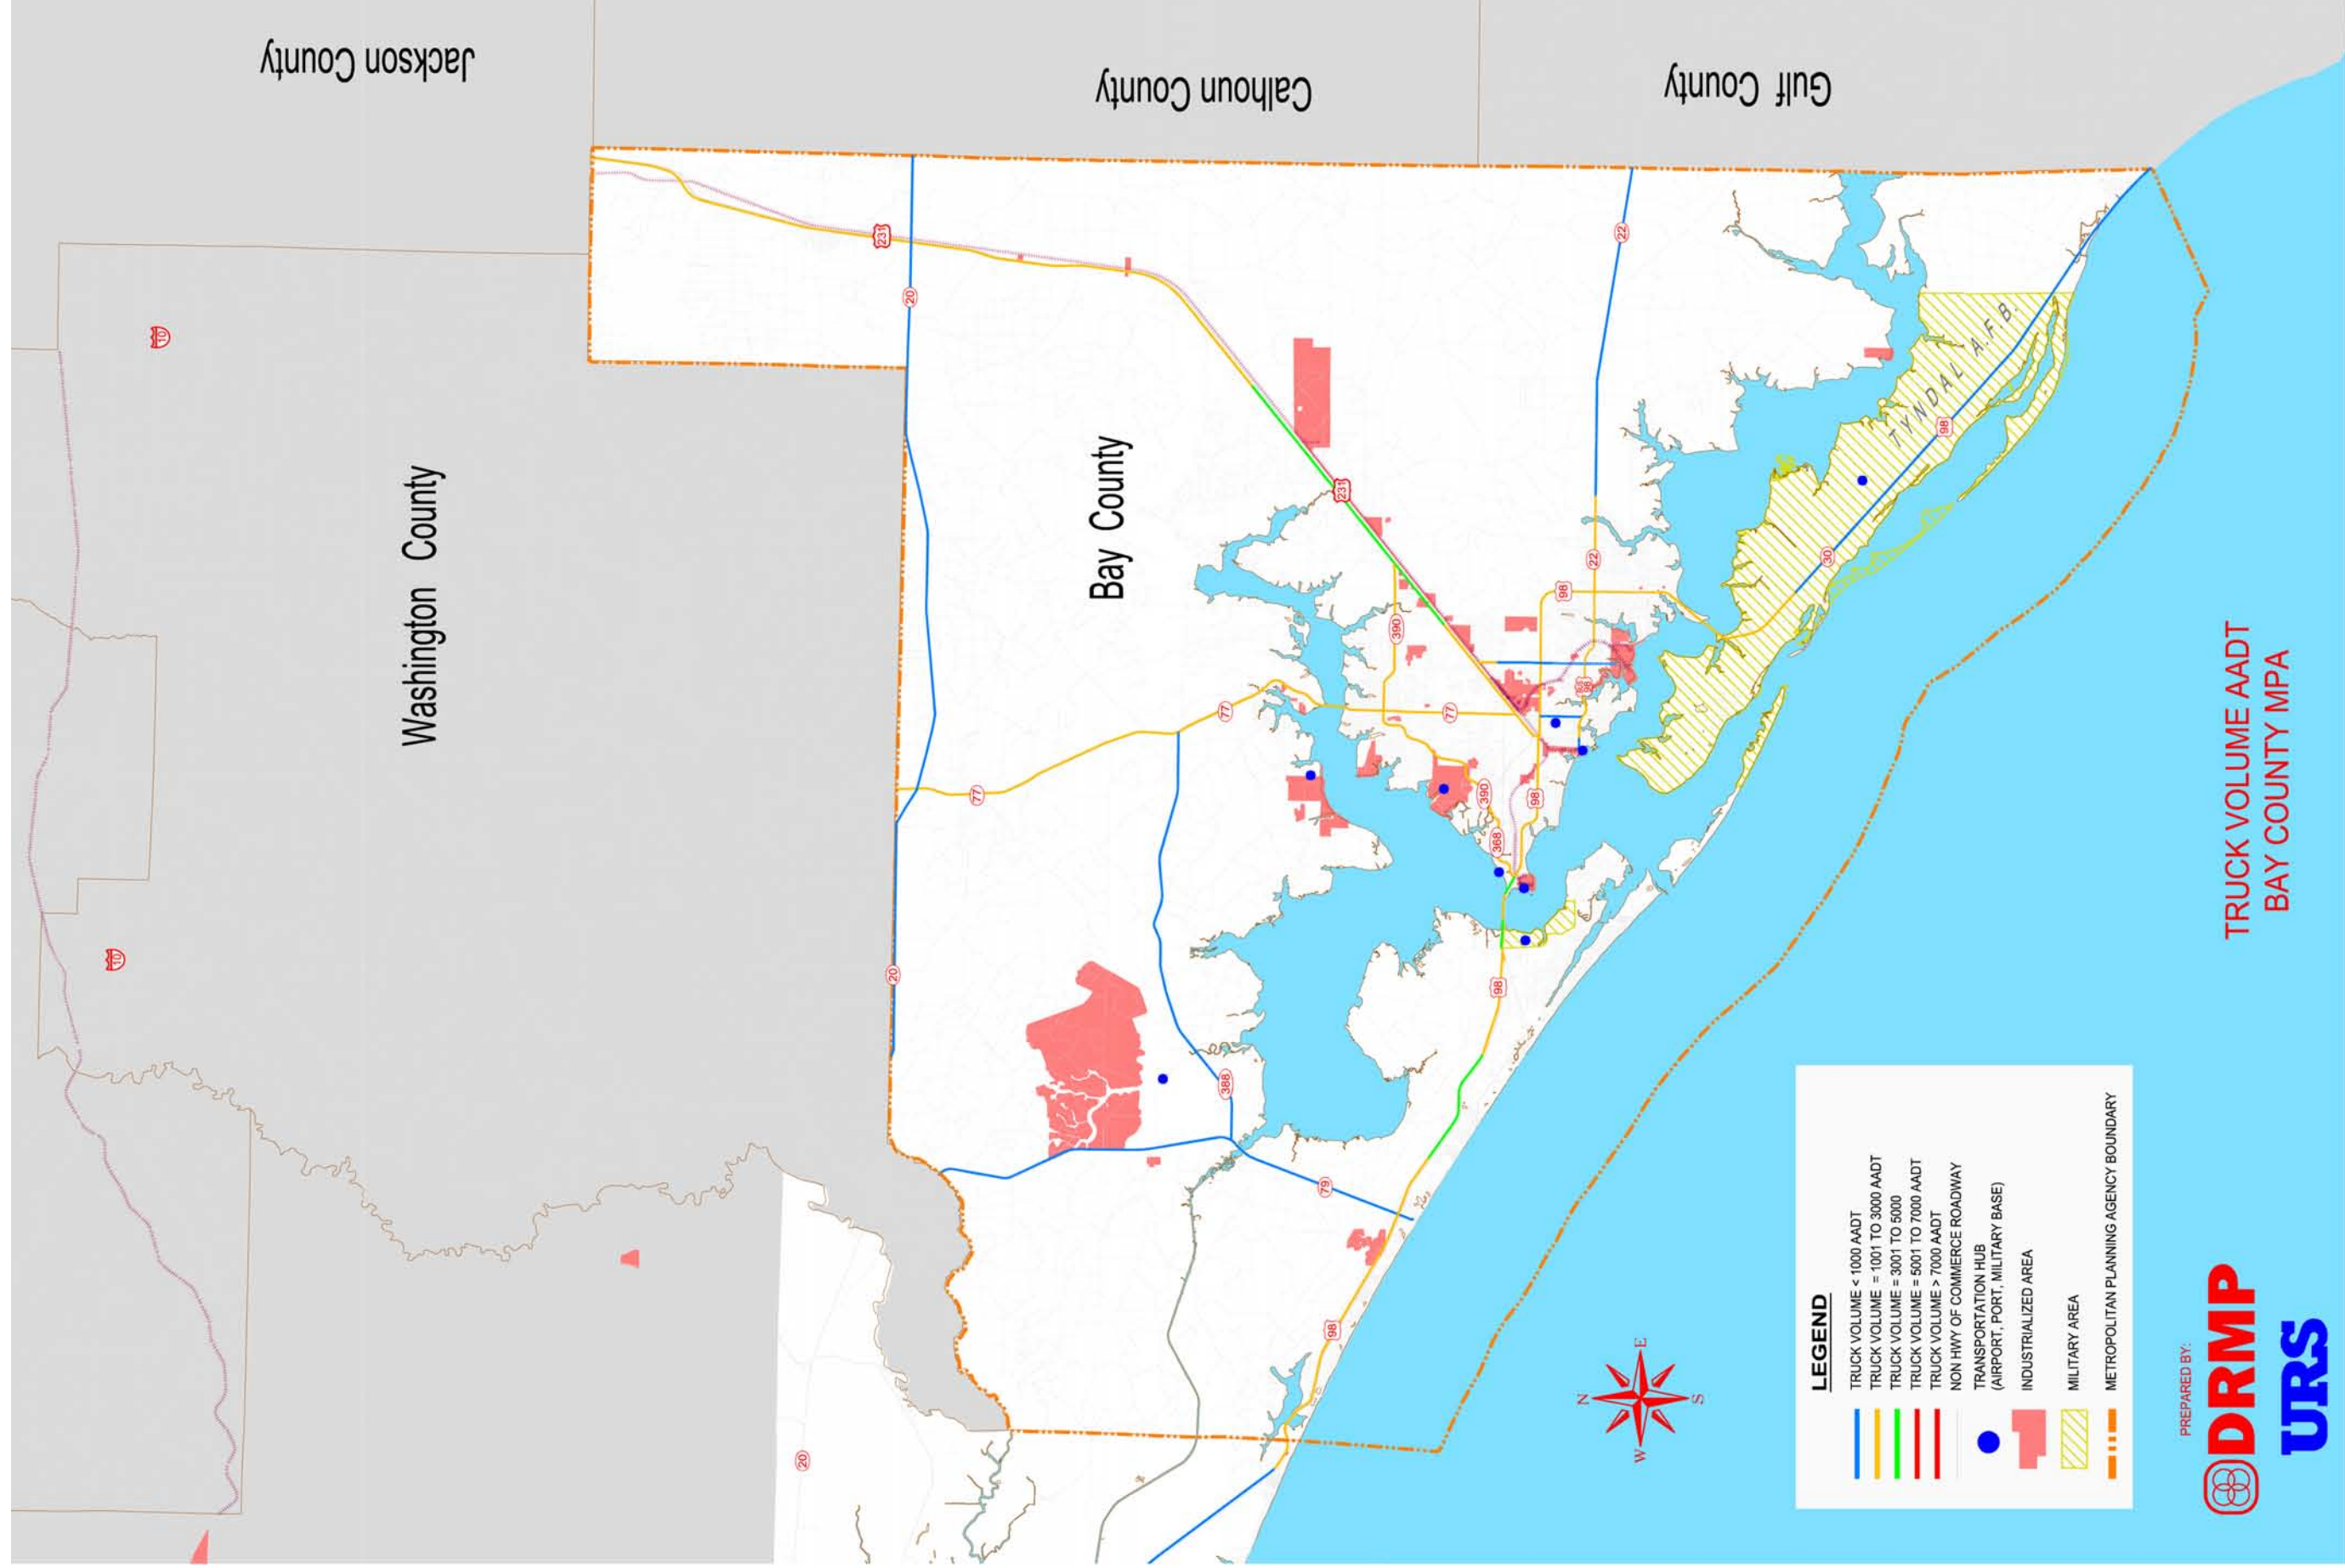 Jackson County
Calhoun County
Gulf County
Washington County
Bay County
10
10
231
20
22
231
22
98
390
77
77
77
98
98
30
TYNDAL A.F.B.
98
390
368
98
20
388
79
98
98
20
TRUCK VOLUME AADT
BAY COUNTY MPA
N
E
S
W
LEGEND
TRUCK VOLUME < 1000 AADT
TRUCK VOLUME = 1001 TO 3000 AADT
TRUCK VOLUME = 3001 TO 5000
TRUCK VOLUME = 5001 TO 7000 AADT
TRUCK VOLUME > 7000 AADT
NON HWY OF COMMERCE ROADWAY
TRANSPORTATION HUB
(AIRPORT, PORT, MILITARY BASE)
INDUSTRIALIZED AREA
MILITARY AREA
METROPOLITAN PLANNING AGENCY BOUNDARY
PREPARED BY:
DRMP
URS